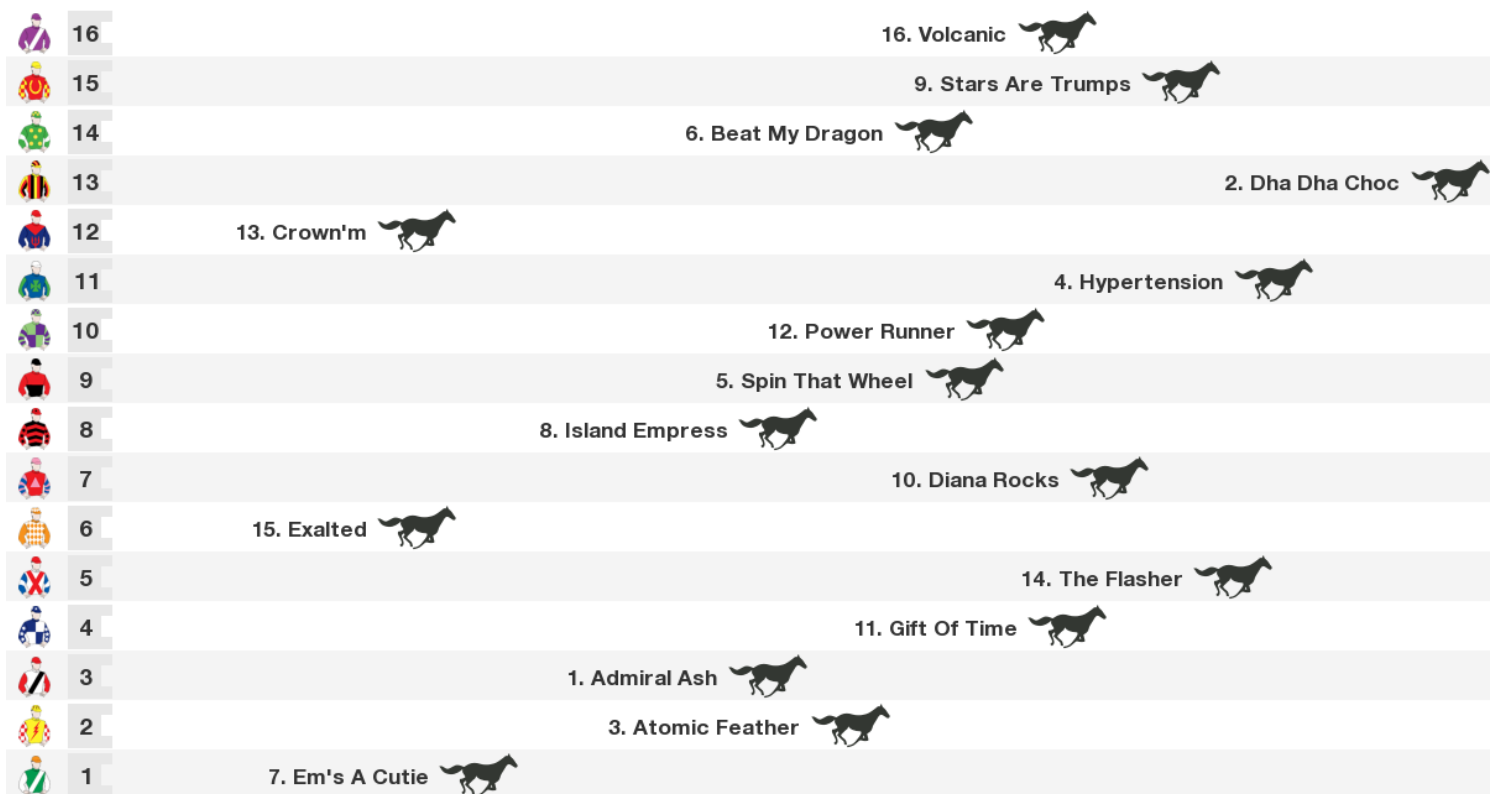 16 16. Volcanic
15 9. Stars Are Trumps
14 6. Beat My Dragon
13 2. Dha Dha Choc
12 13. Crown'm
11 4. Hypertension
10 12. Power Runner
9 5. Spin That Wheel
8 8. Island Empress
7 10. Diana Rocks
6 15. Exalted
5 14. The Flasher
4 11. Gift Of Time
3 1. Admiral Ash
2 3. Atomic Feather
1 7. Em's A Cutie